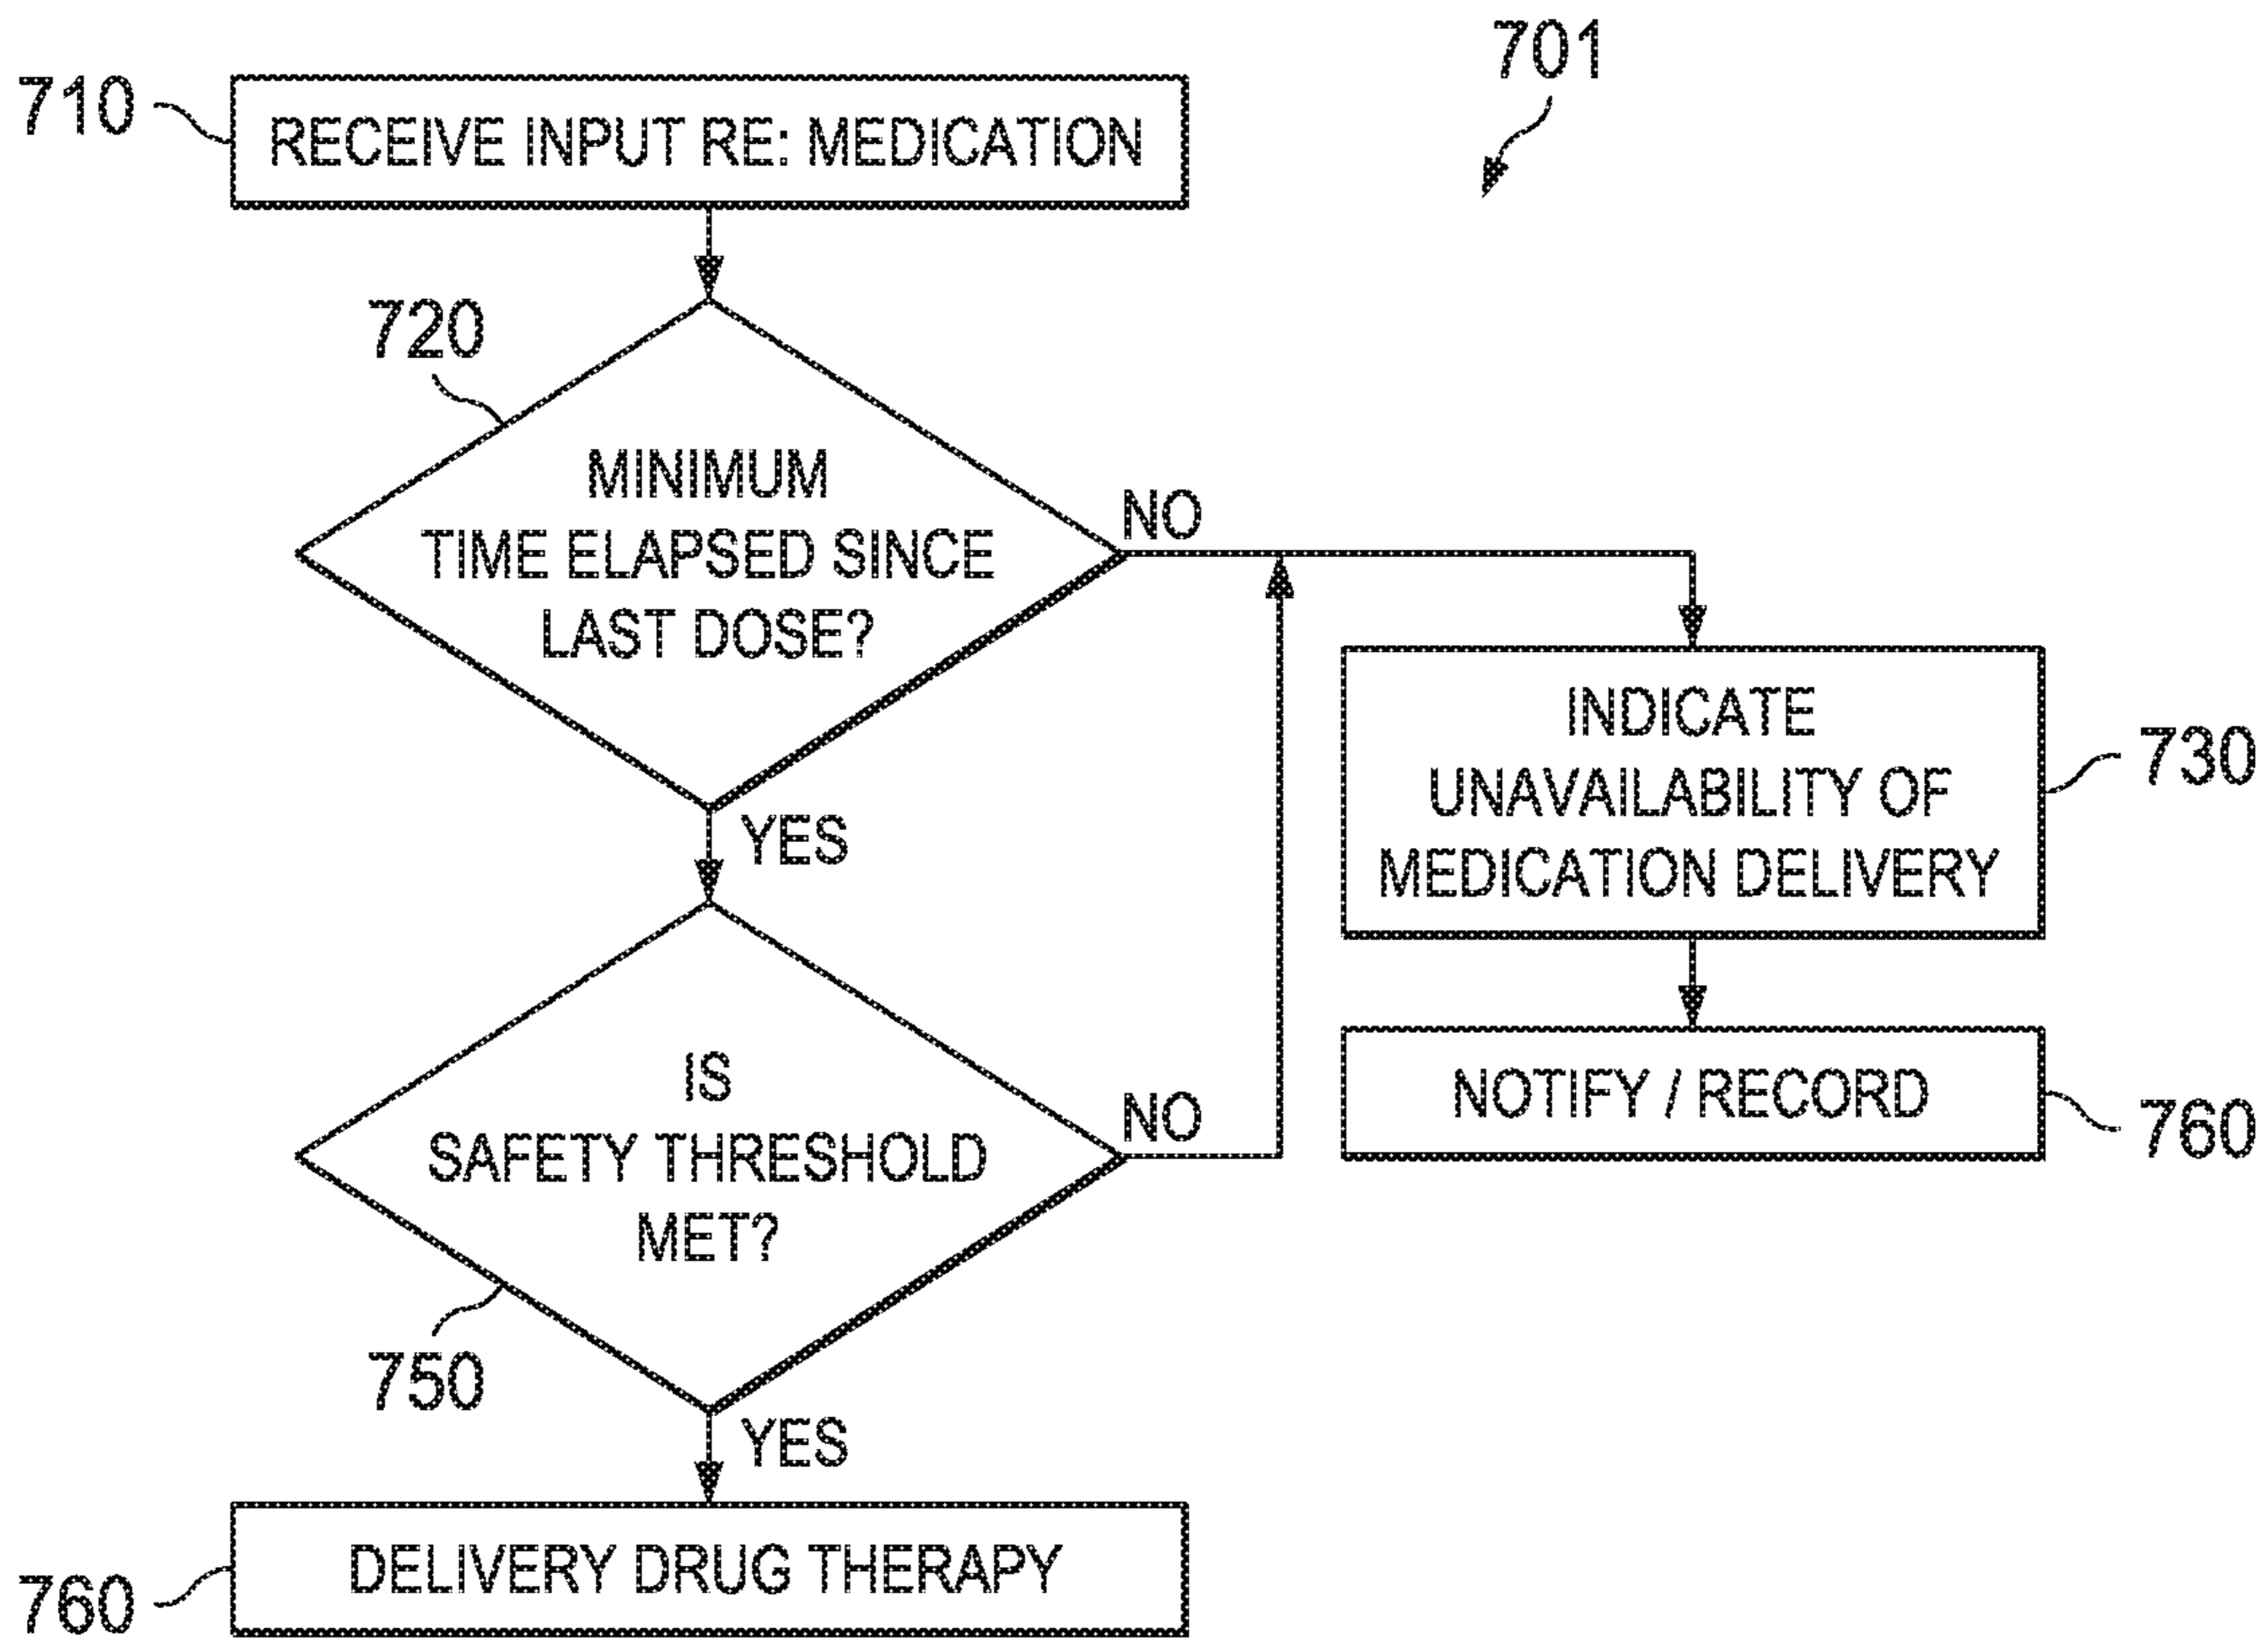 701
710
RECEIVE INPUT RE: MEDICATION
720
MINIMUM
TIME ELAPSED SINCE
LAST DOSE?
NO
YES
INDICATE
UNAVAILABILITY OF
MEDICATION DELIVERY
730
NOTIFY / RECORD
760
IS
SAFETY THRESHOLD
MET?
NO
750
YES
DELIVERY DRUG THERAPY
760